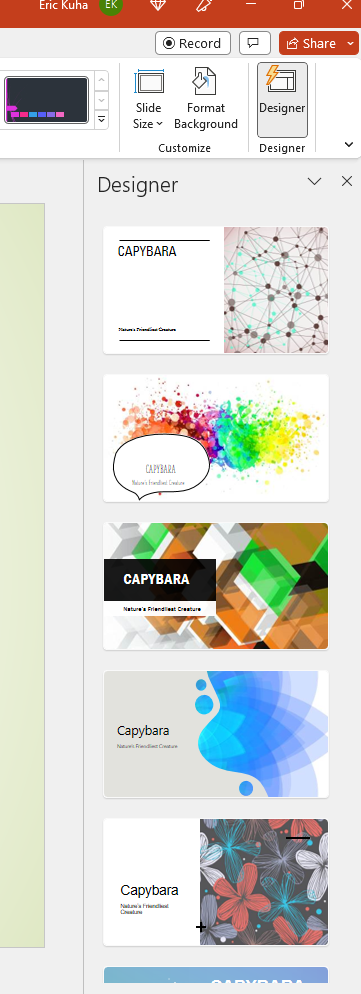 Eric Kuha
EK
Record
Share
Slide Size
Format Background
Designer
Customize
Designer
Designer
CAPYBARA
Nature's Friendliest Creature
CAPYBARA
Nature's Friendliest Creature
CAPYBARA
Nature's Friendliest Creature
Capybara
Nature's Friendliest Creature
Capybara
Nature's Friendliest
Creature
CAPYBARA